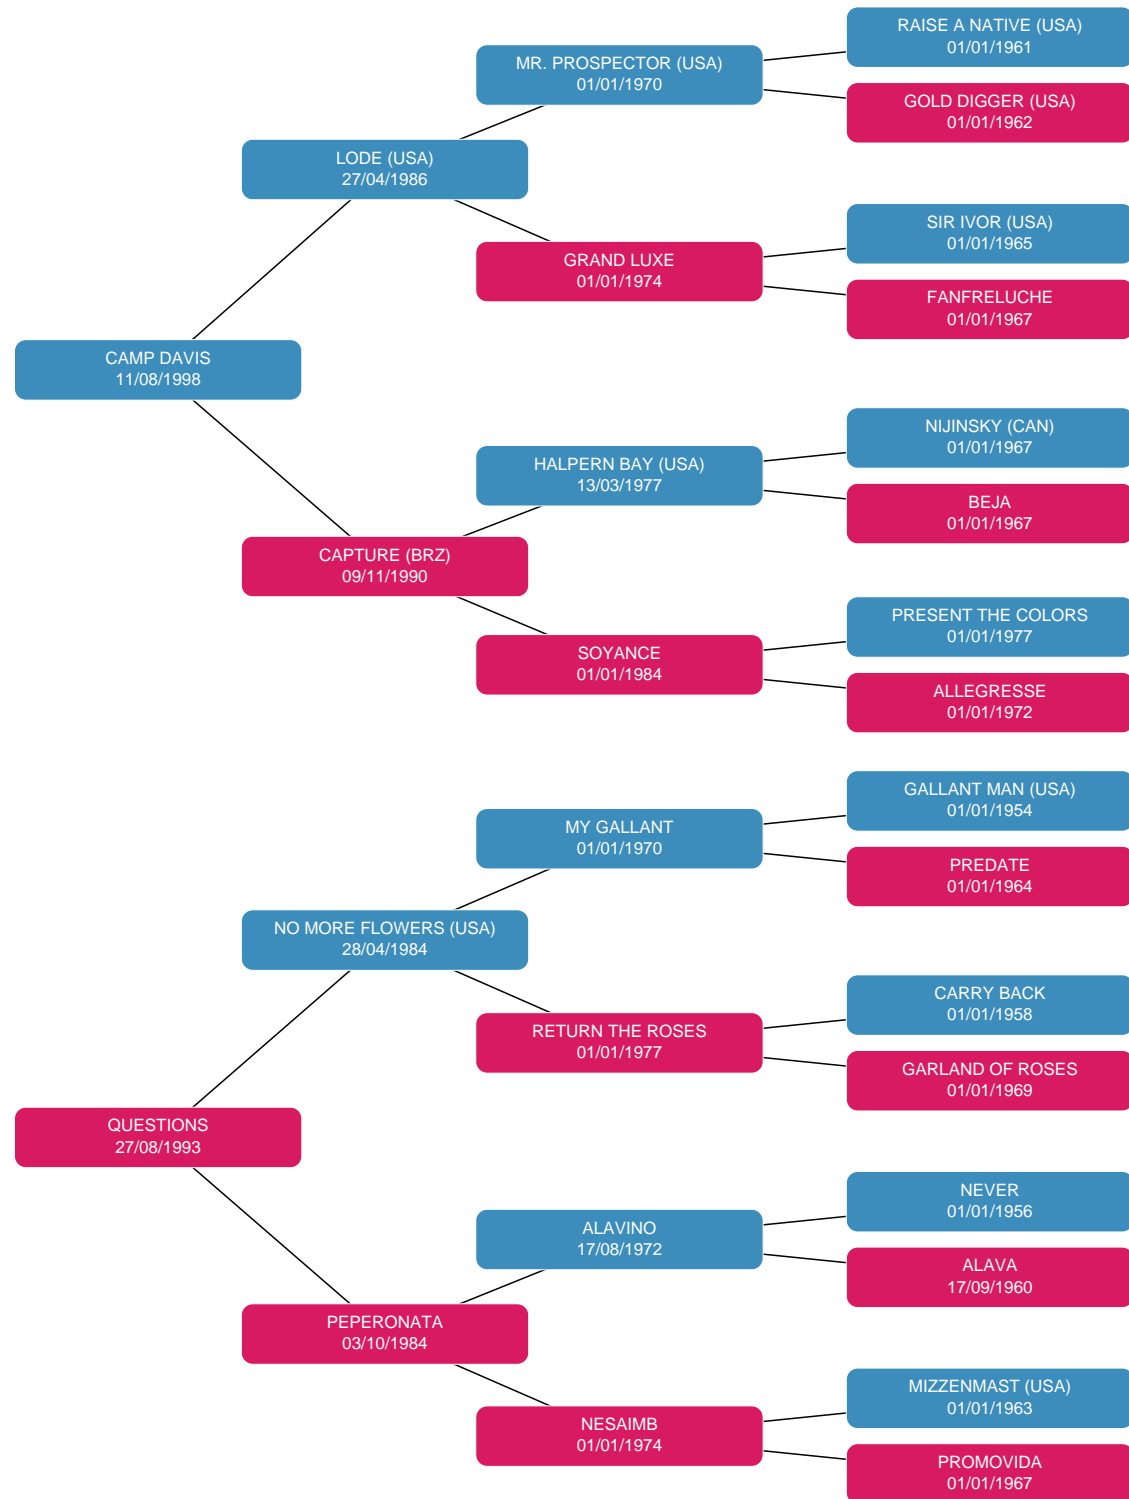 RAISE A NATIVE (USA)
01/01/1961
MR. PROSPECTOR (USA)
01/01/1970
GOLD DIGGER (USA)
01/01/1962
LODE (USA)
27/04/1986
SIR IVOR (USA)
01/01/1965
GRAND LUXE
01/01/1974
FANFRELUCHE
01/01/1967
CAMP DAVIS
11/08/1998
NIJINSKY (CAN)
01/01/1967
HALPERN BAY (USA)
13/03/1977
BEJA
01/01/1967
CAPTURE (BRZ)
09/11/1990
PRESENT THE COLORS
01/01/1977
SOYANCE
01/01/1984
ALLEGRESSE
01/01/1972
GALLANT MAN (USA)
01/01/1954
MY GALLANT
01/01/1970
PREDATE
01/01/1964
NO MORE FLOWERS (USA)
28/04/1984
CARRY BACK
01/01/1958
RETURN THE ROSES
01/01/1977
GARLAND OF ROSES
01/01/1969
QUESTIONS
27/08/1993
NEVER
01/01/1956
ALAVINO
17/08/1972
ALAVA
17/09/1960
PEPERONATA
03/10/1984
MIZZENMAST (USA)
01/01/1963
NESAIMB
01/01/1974
PROMOVIDA
01/01/1967